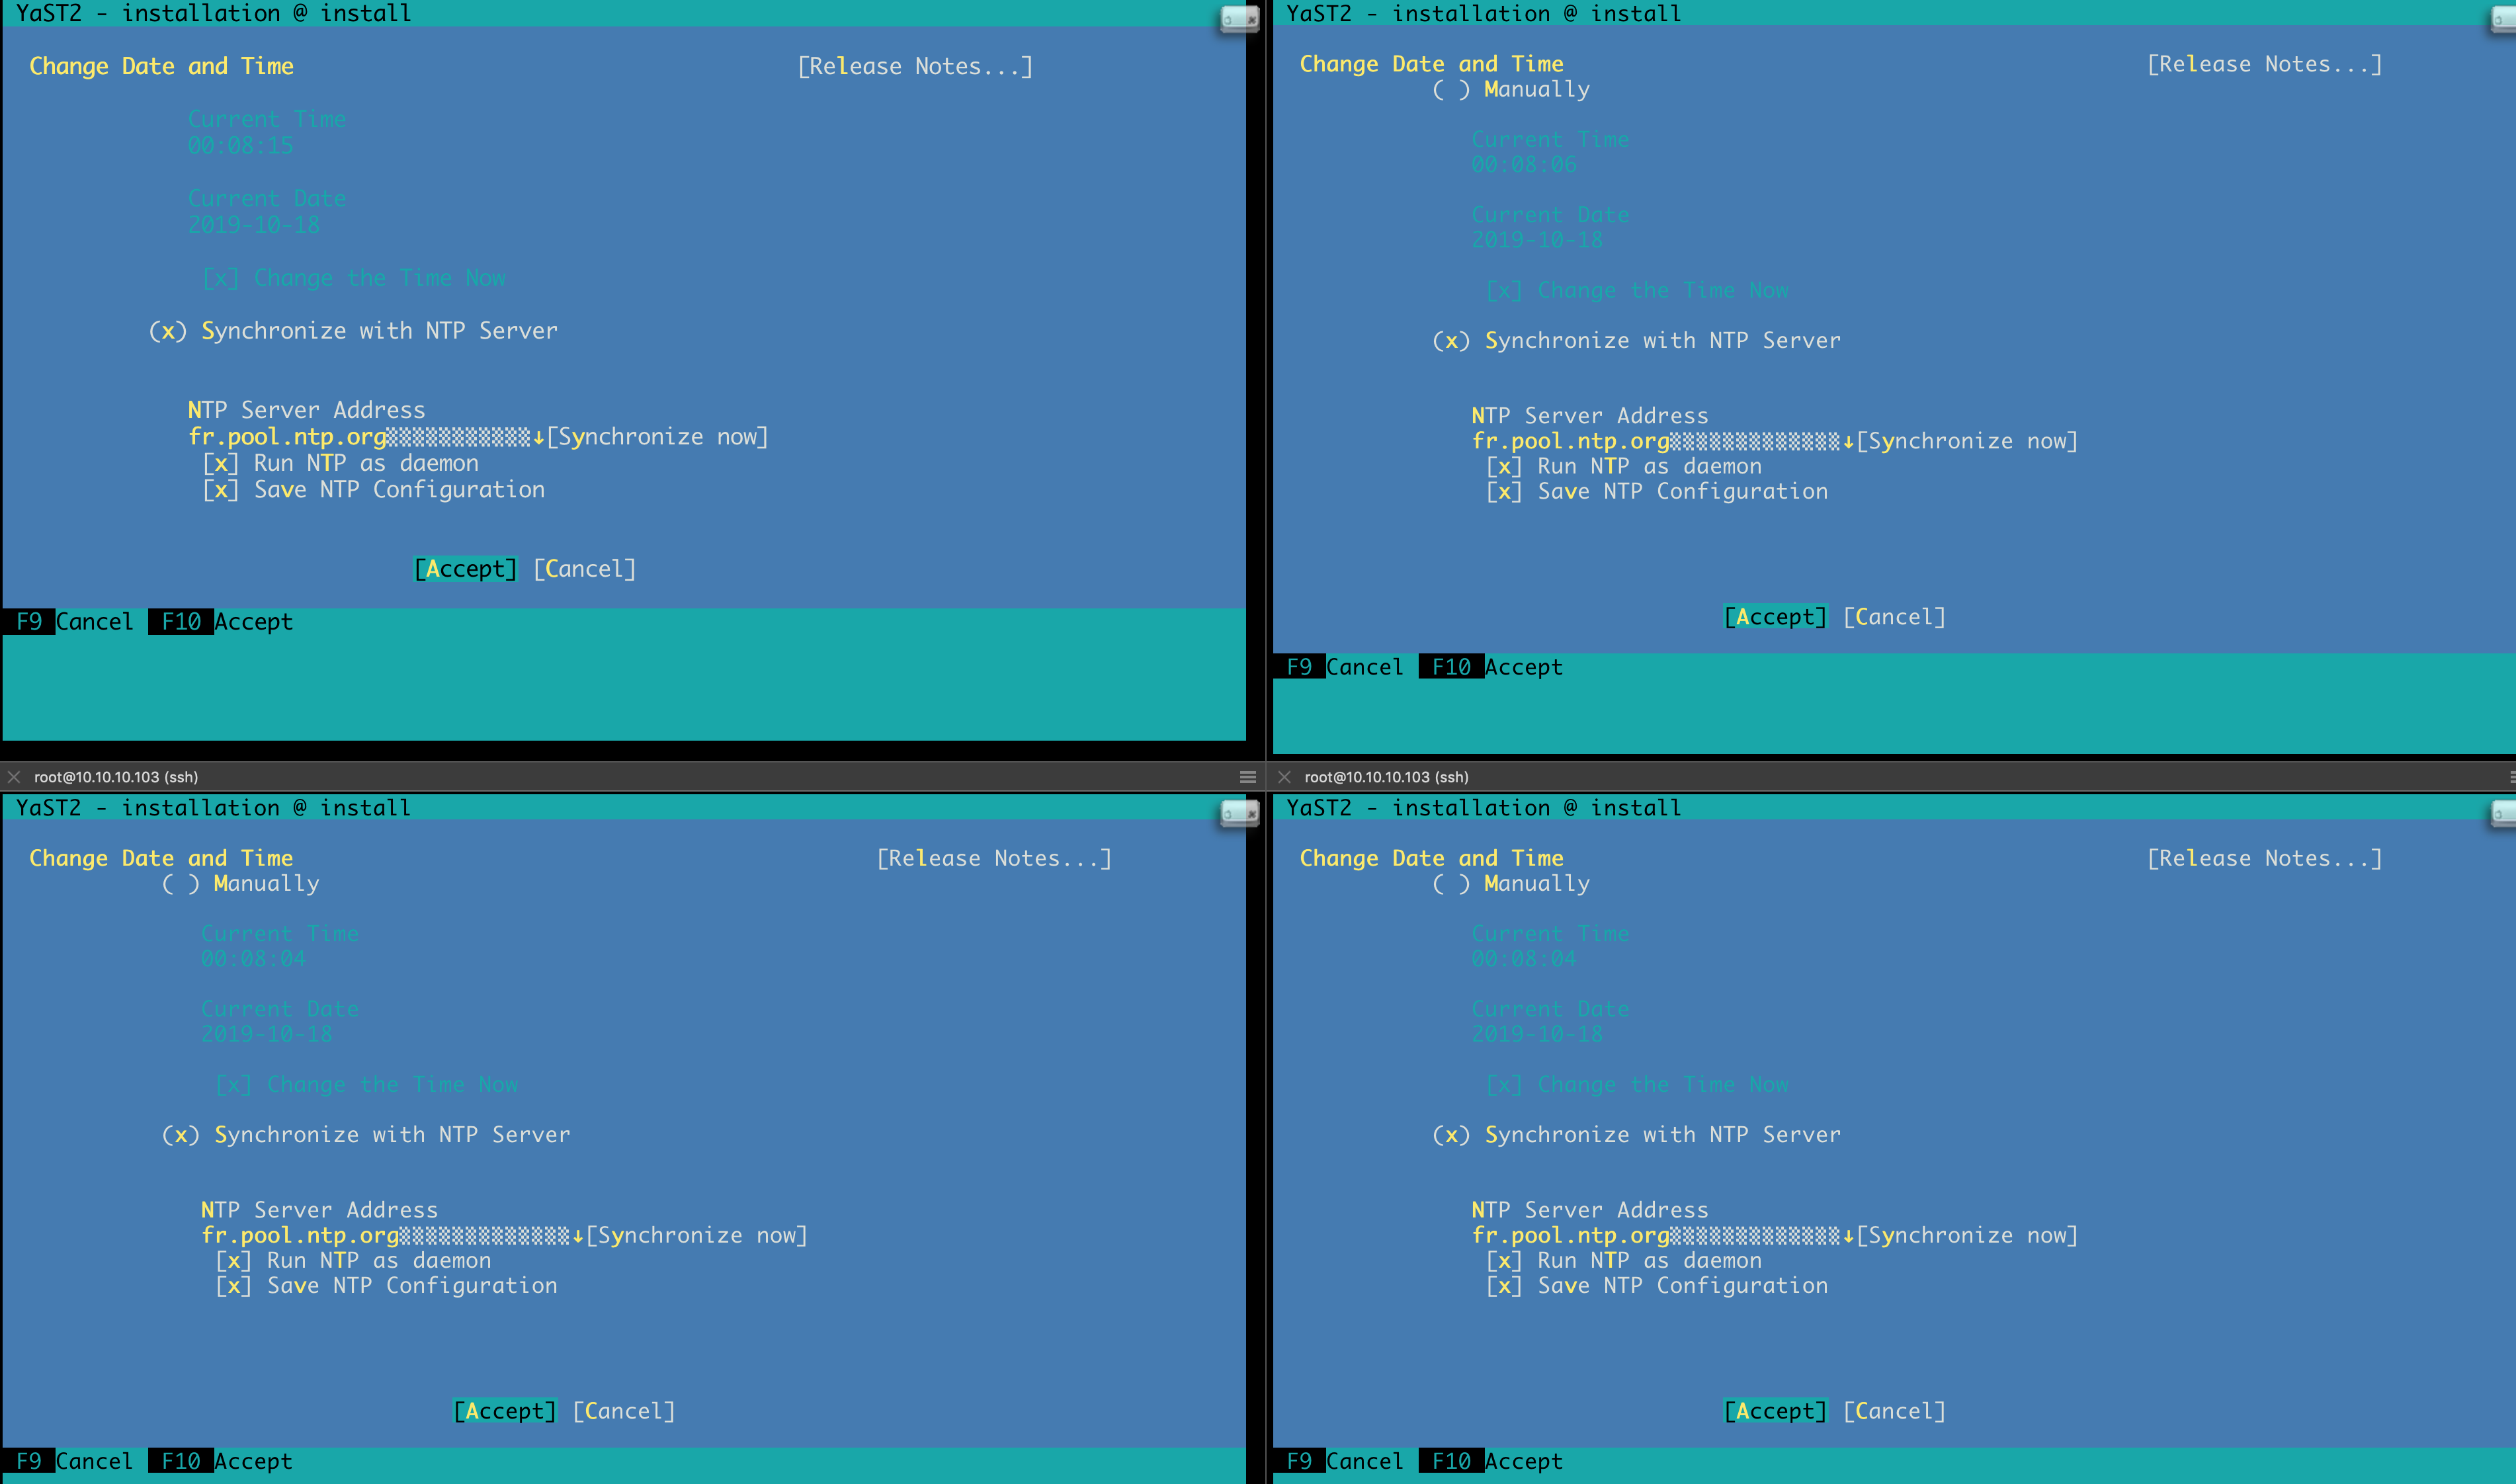 YaST2 - installation @ install
Change Date and Time [Release Notes...]
Current Time
00:08:15
Current Date
2019-10-18
[x] Change the Time Now
(x) Synchronize with NTP Server
NTP Server Address
fr.pool.ntp.org▒▒▒▒▒▒▒▒▒▒▒↓[Synchronize now]
[x] Run NTP as daemon
[x] Save NTP Configuration
[Accept] [Cancel]
F9 Cancel F10 Accept
YaST2 - installation @ install
Change Date and Time [Release Notes...]
( ) Manually
Current Time
00:08:06
Current Date
2019-10-18
[x] Change the Time Now
(x) Synchronize with NTP Server
NTP Server Address
fr.pool.ntp.org▒▒▒▒▒▒▒▒▒▒▒▒▒↓[Synchronize now]
[x] Run NTP as daemon
[x] Save NTP Configuration
[Accept] [Cancel]
F9 Cancel F10 Accept
root@10.10.10.103 (ssh)
YaST2 - installation @ install
Change Date and Time [Release Notes...]
( ) Manually
Current Time
00:08:04
Current Date
2019-10-18
[x] Change the Time Now
(x) Synchronize with NTP Server
NTP Server Address
fr.pool.ntp.org▒▒▒▒▒▒▒▒▒▒▒▒▒↓[Synchronize now]
[x] Run NTP as daemon
[x] Save NTP Configuration
[Accept] [Cancel]
F9 Cancel F10 Accept
root@10.10.10.103 (ssh)
YaST2 - installation @ install
Change Date and Time [Release Notes...]
( ) Manually
Current Time
00:08:04
Current Date
2019-10-18
[x] Change the Time Now
(x) Synchronize with NTP Server
NTP Server Address
fr.pool.ntp.org▒▒▒▒▒▒▒▒▒▒▒▒▒↓[Synchronize now]
[x] Run NTP as daemon
[x] Save NTP Configuration
[Accept] [Cancel]
F9 Cancel F10 Accept